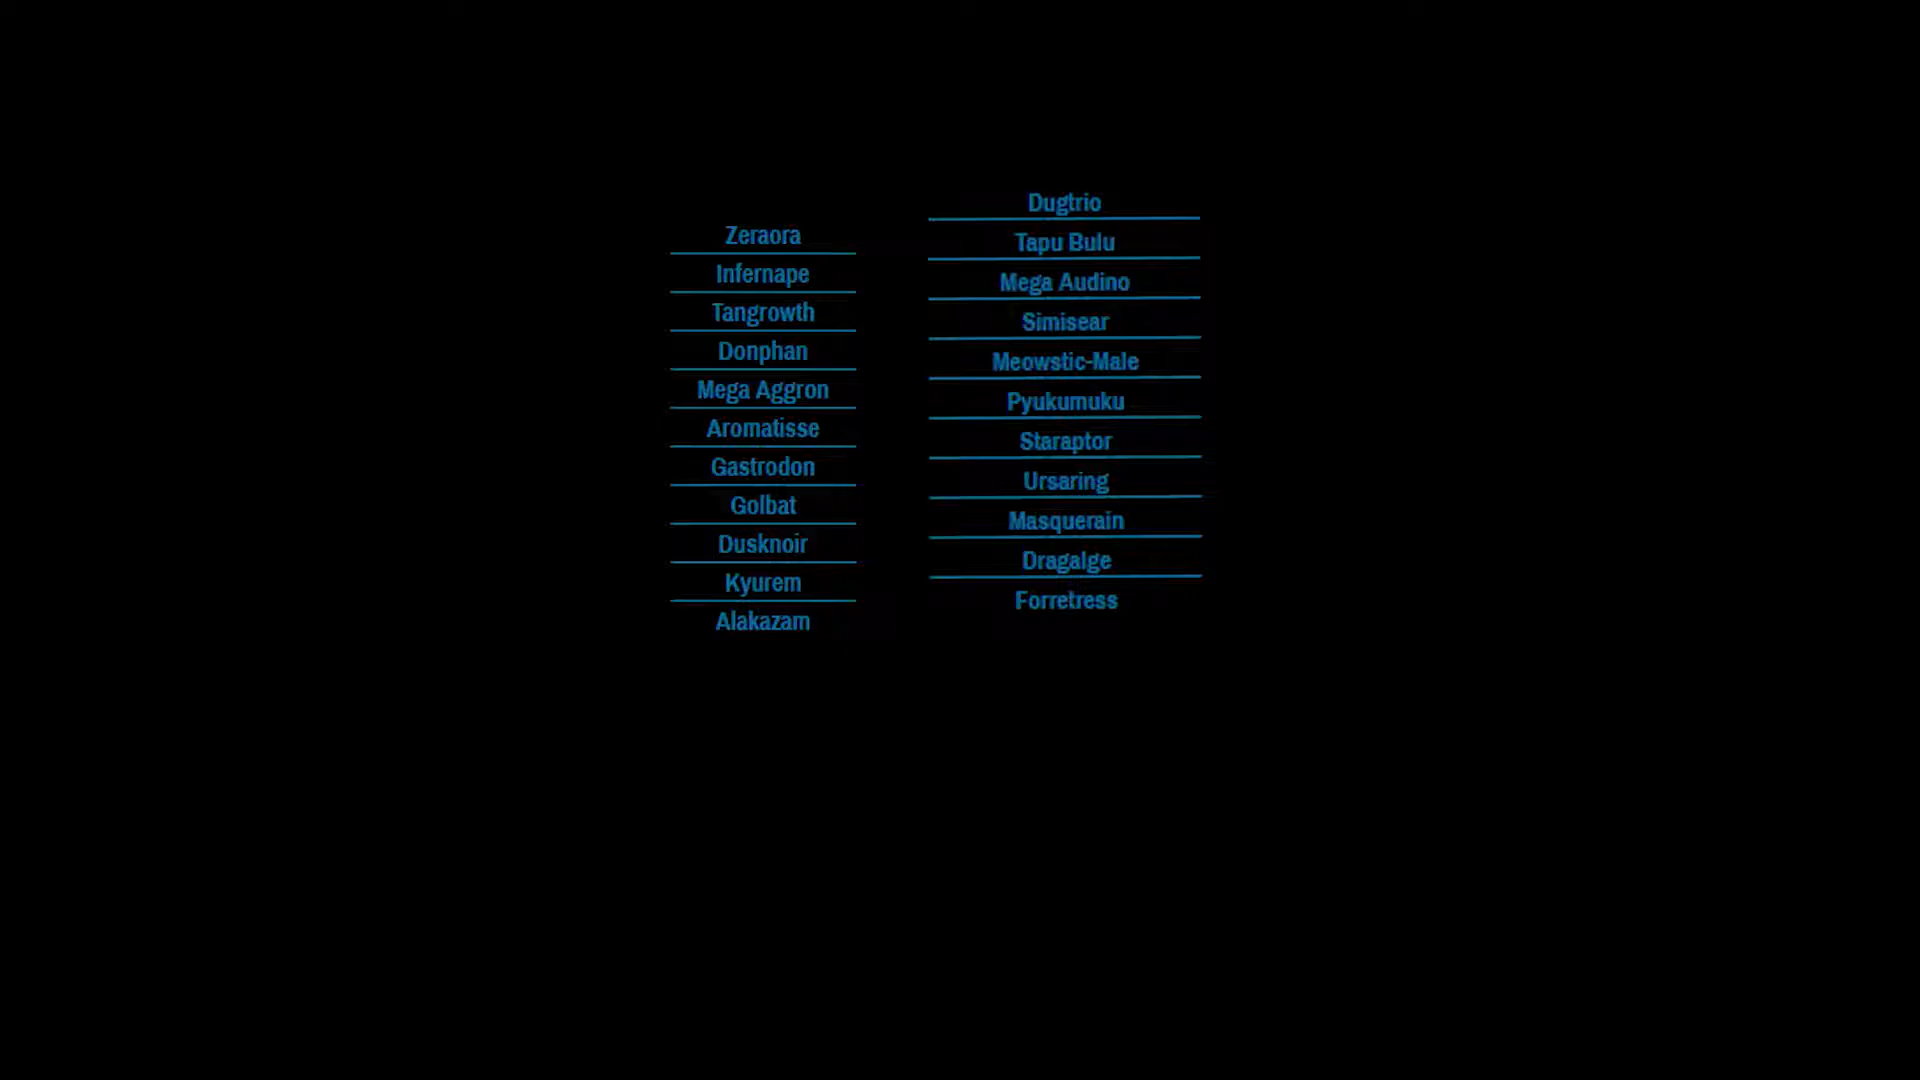 Zeraora
Infernape
Tangrowth
Donphan
Mega Aggron
Aromatisse
Gastrodon
Golbat
Dusknoir
Kyurem
Alakazam
Dugtrio
Tapu Bulu
Mega Audino
Simisear
Meowstic-Male
Pyukumuku
Staraptor
Ursaring
Masquerain
Dragalge
Forretress